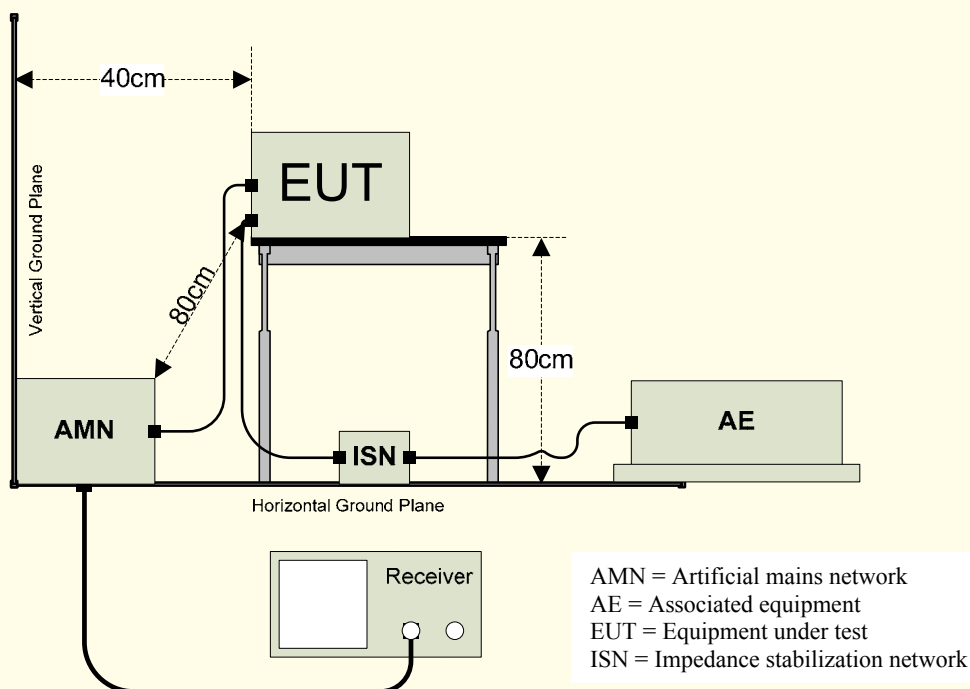 40cm
EUT
Vertical Ground Plane
80cm
80cm
AMN
ISN
AE
Horizontal Ground Plane
Receiver
AMN = Artificial mains network
AE = Associated equipment
EUT = Equipment under test
ISN = Impedance stabilization network